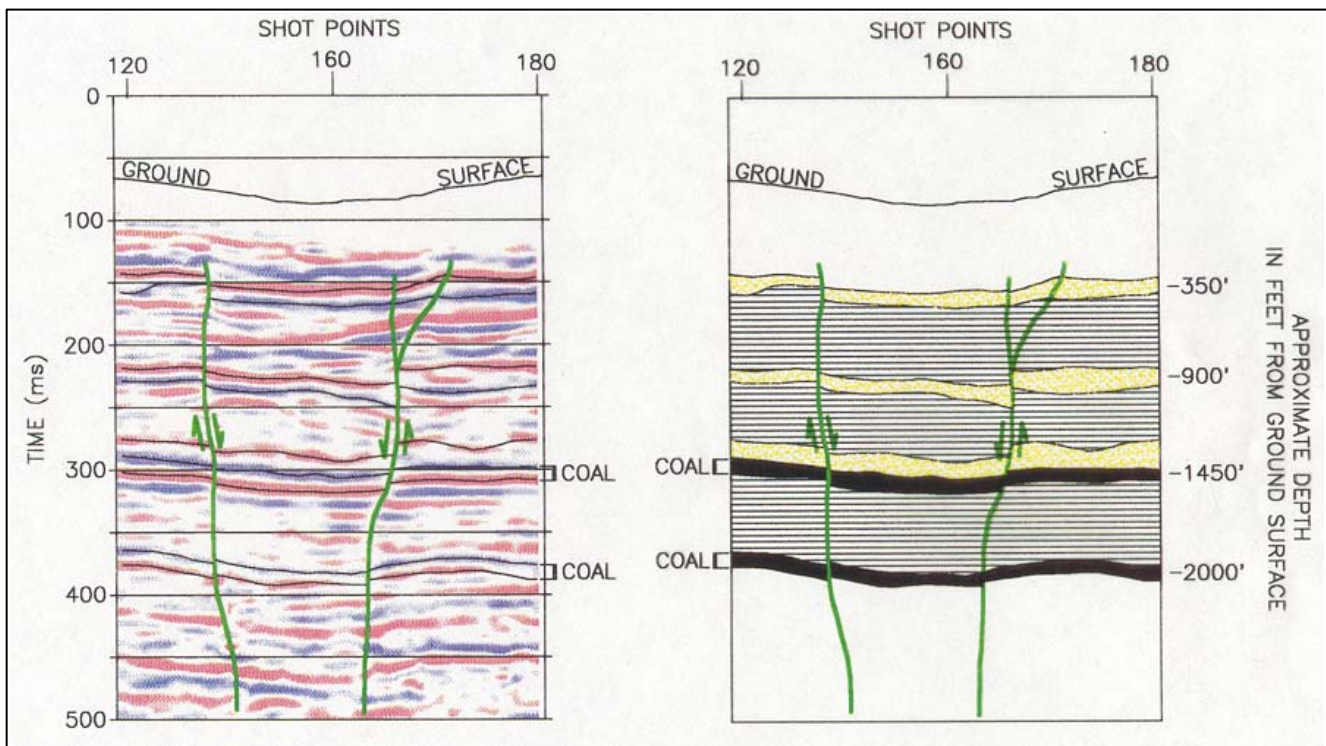 SHOT POINTS
120 160 180
0
GROUND SURFACE
100
200
TIME (ms)
300
COAL
COAL
400
500
SHOT POINTS
120 160 180
GROUND SURFACE
-350'
-900'
COAL -1450'
COAL -2000'
APPROXIMATE DEPTH
IN FEET FROM GROUND SURFACE